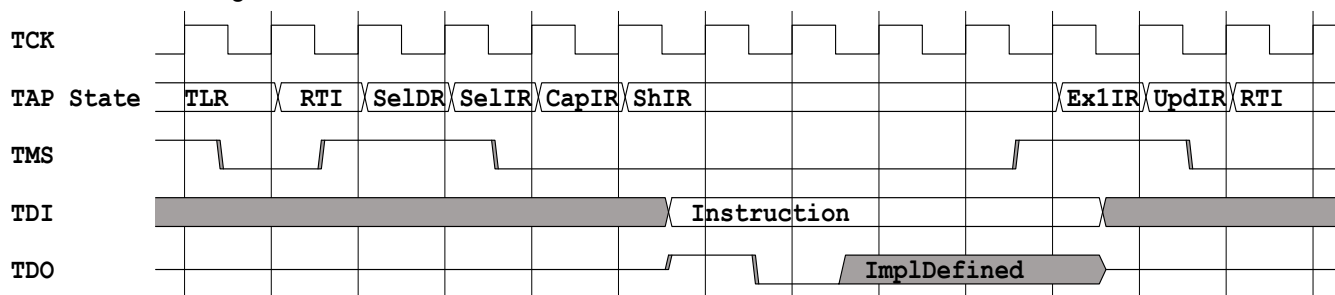 TCK
TAP State TLR RTI SelDR SelIR CapIR ShIR Ex1IR UpdIR RTI
TMS
TDI Instruction
TDO ImplDefined